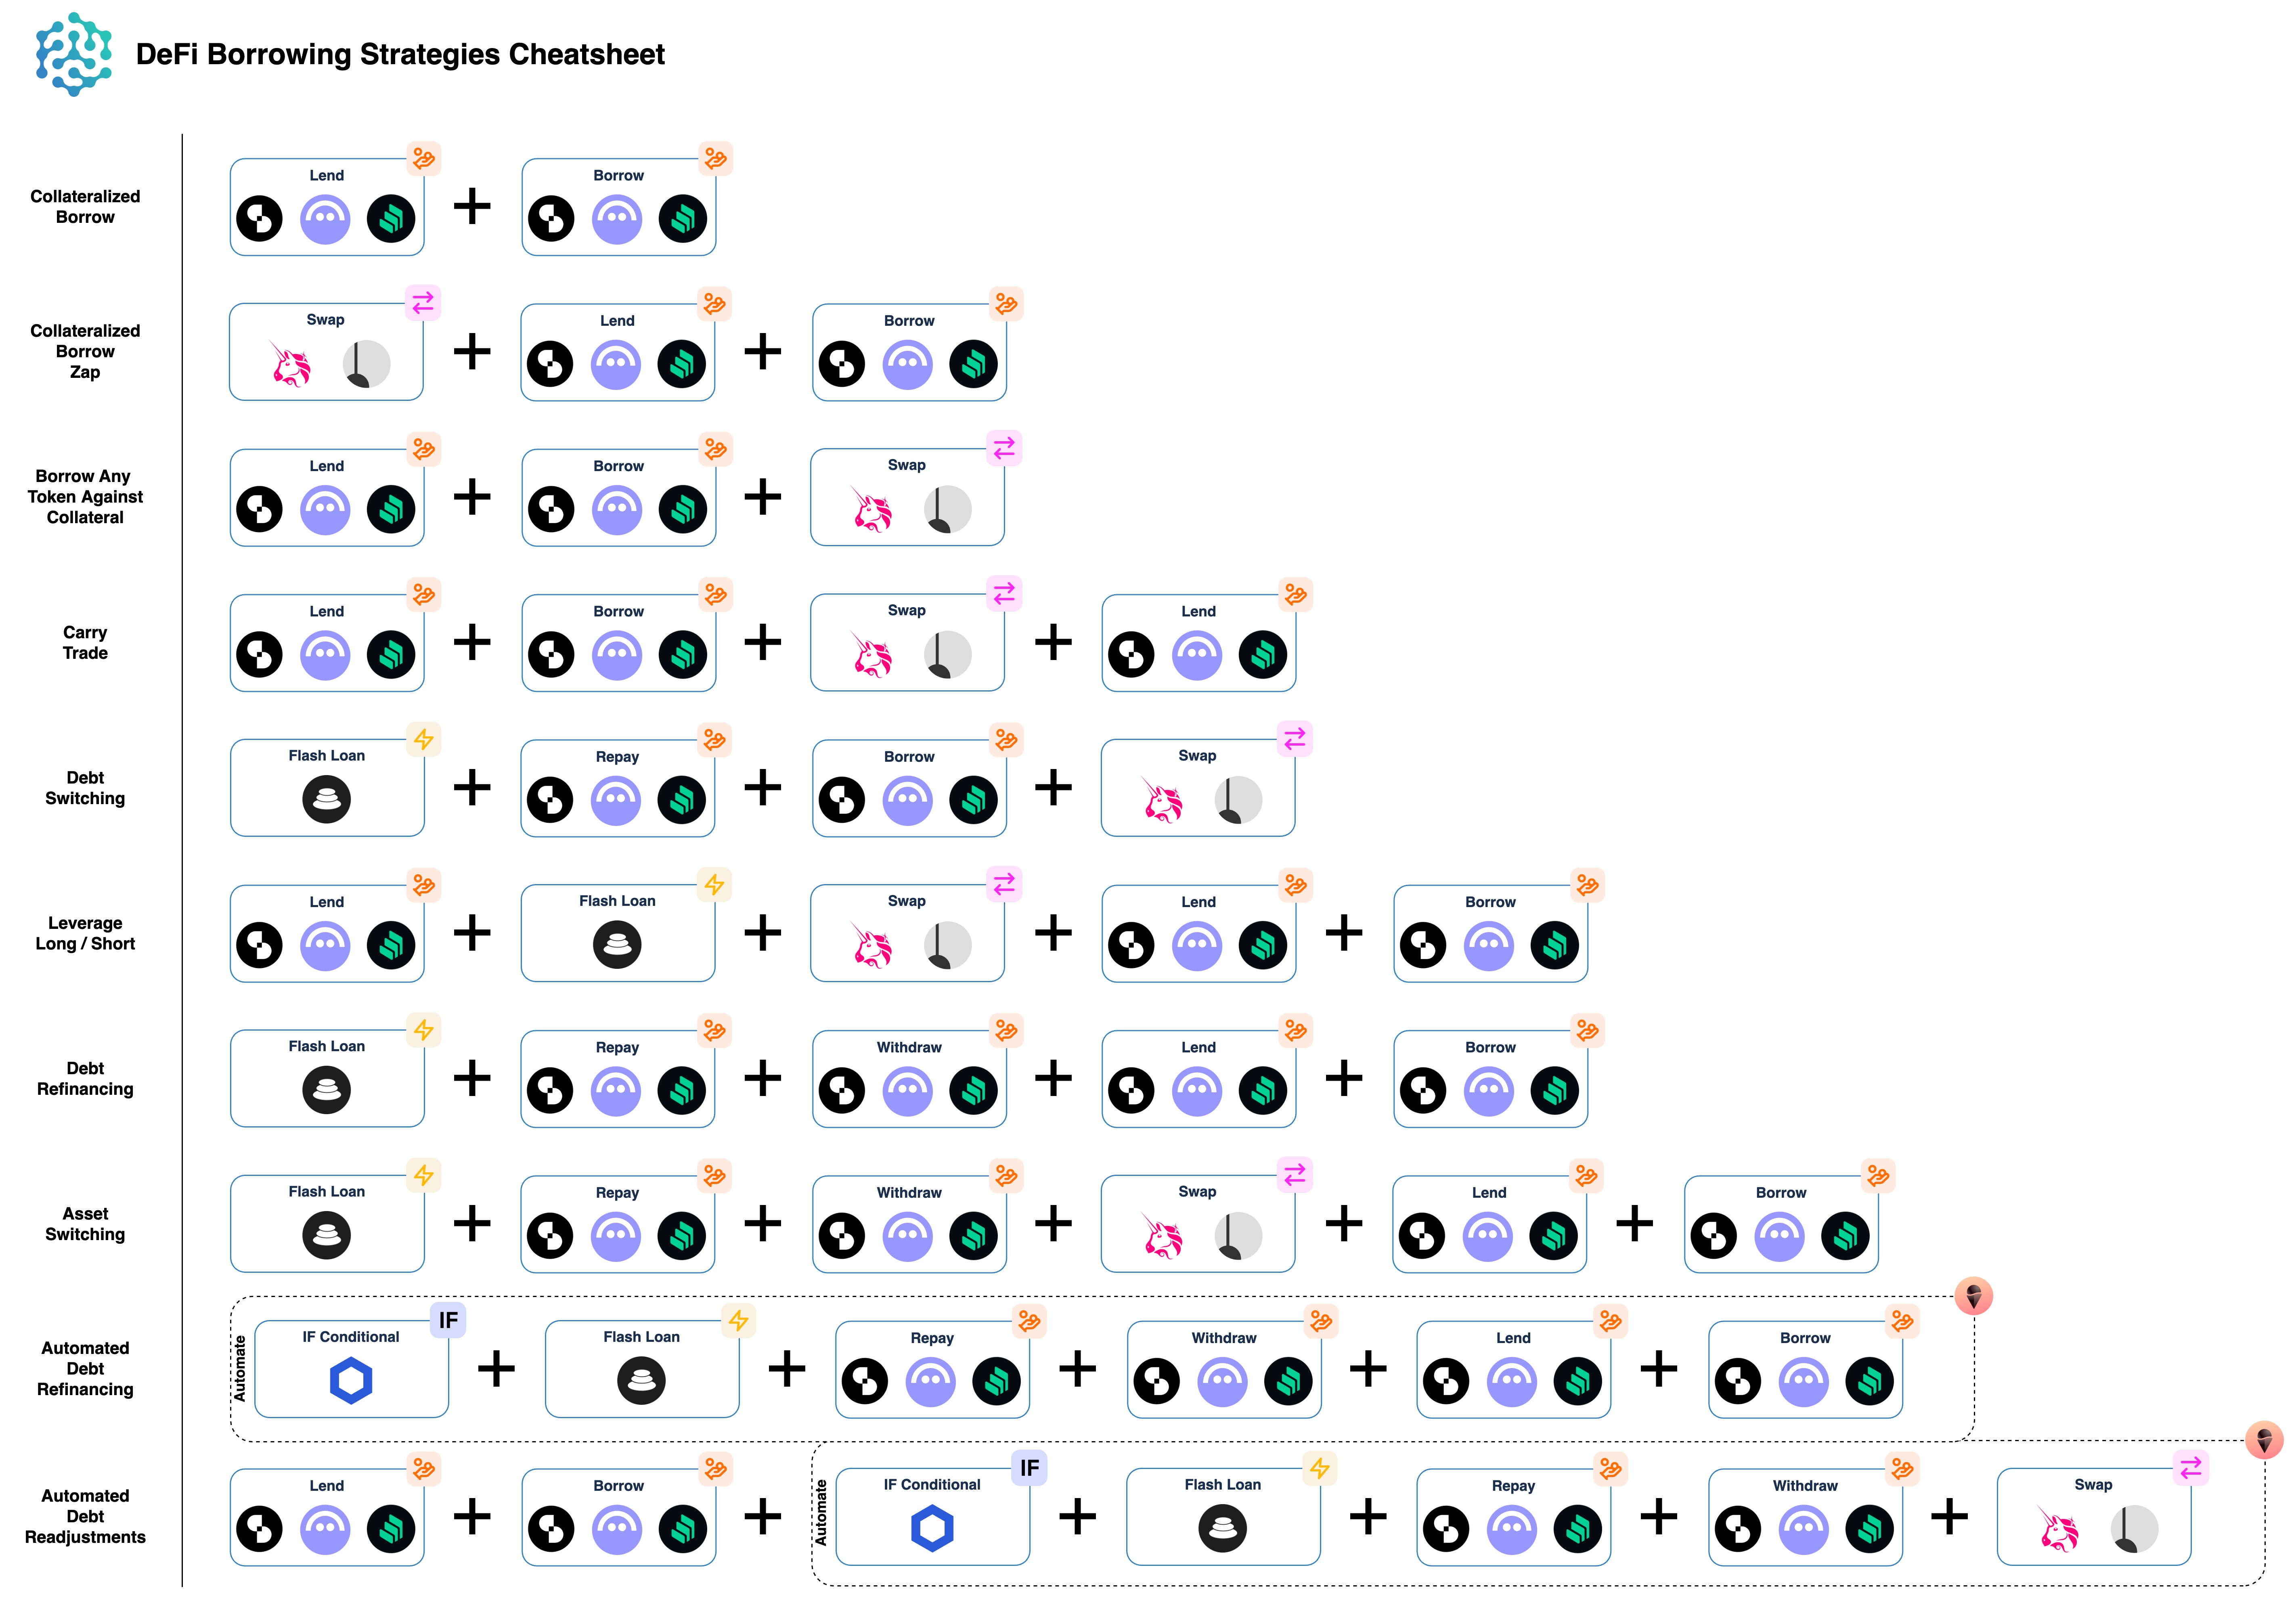 DeFi Borrowing Strategies Cheatsheet
Collateralized
Borrow
Lend
Borrow
Collateralized
Borrow
Zap
Swap
Lend
Borrow
Borrow Any
Token Against
Collateral
Lend
Borrow
Swap
Carry
Trade
Lend
Borrow
Swap
Lend
Debt
Switching
Flash Loan
Repay
Borrow
Swap
Leverage
Long / Short
Lend
Flash Loan
Swap
Lend
Borrow
Debt
Refinancing
Flash Loan
Repay
Withdraw
Lend
Borrow
Asset
Switching
Flash Loan
Repay
Withdraw
Swap
Lend
Borrow
Automated
Debt
Refinancing
Automate
IF Conditional
IF
Flash Loan
Repay
Withdraw
Lend
Borrow
Automated
Debt
Readjustments
Lend
Borrow
Automate
IF Conditional
IF
Flash Loan
Repay
Withdraw
Swap